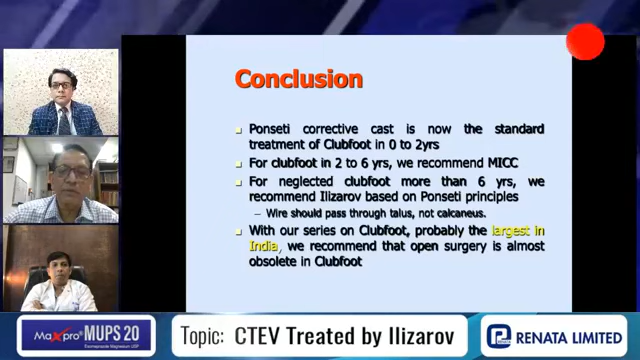 Conclusion
Ponseti corrective cast is now the standard
treatment of Clubfoot in 0 to 2yrs
For clubfoot in 2 to 6 yrs, we recommend MICC
For neglected clubfoot more than 6 yrs, we
recommend Ilizarov based on Ponseti principles
– Wire should pass through talus, not calcaneus.
With our series on Clubfoot, probably the largest in
India, we recommend that open surgery is almost
obsolete in Clubfoot
Maxpro® MUPS 20
Esomeprazole Magnesium USP
Topic: CTEV Treated by Ilizarov
RENATA LIMITED